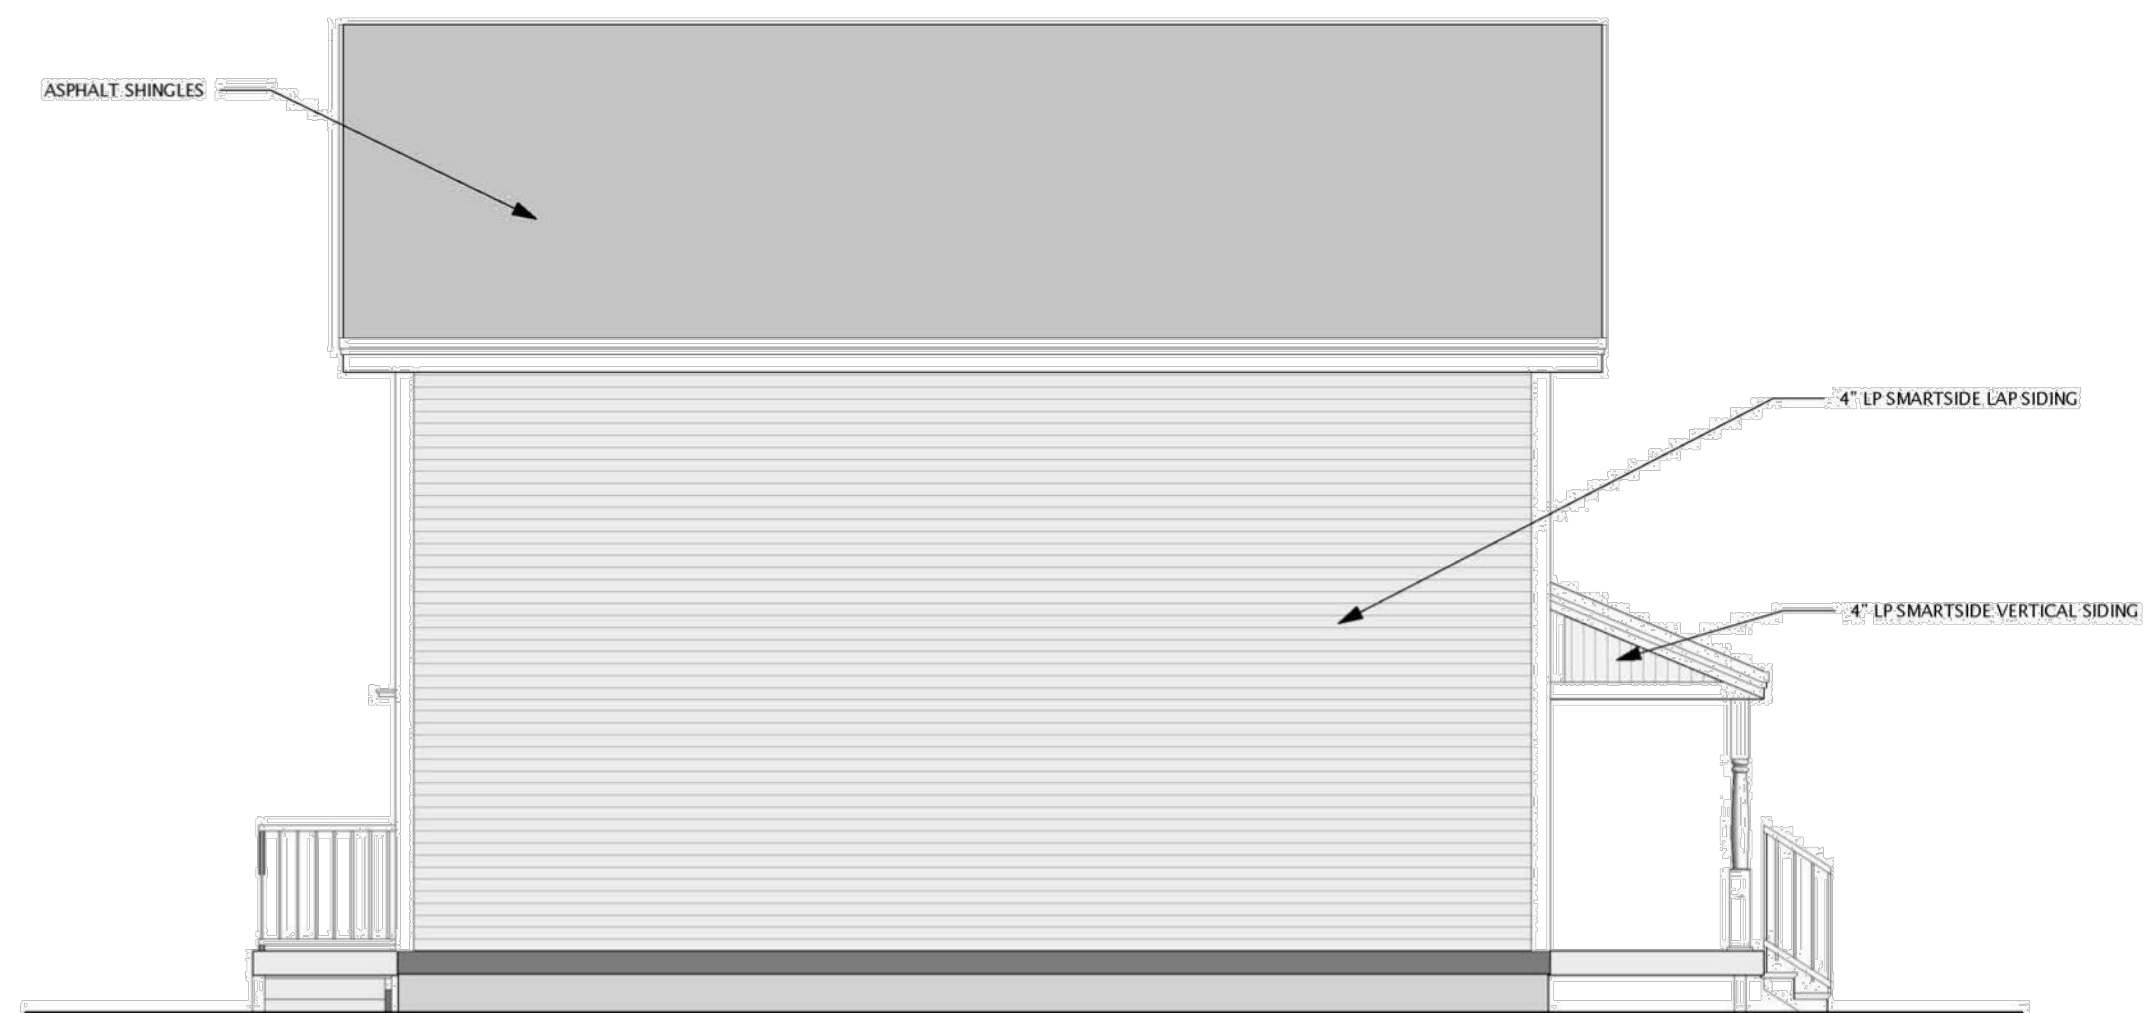 ASPHALT SHINGLES
4" LP SMARTSIDE LAP SIDING
4" LP SMARTSIDE VERTICAL SIDING